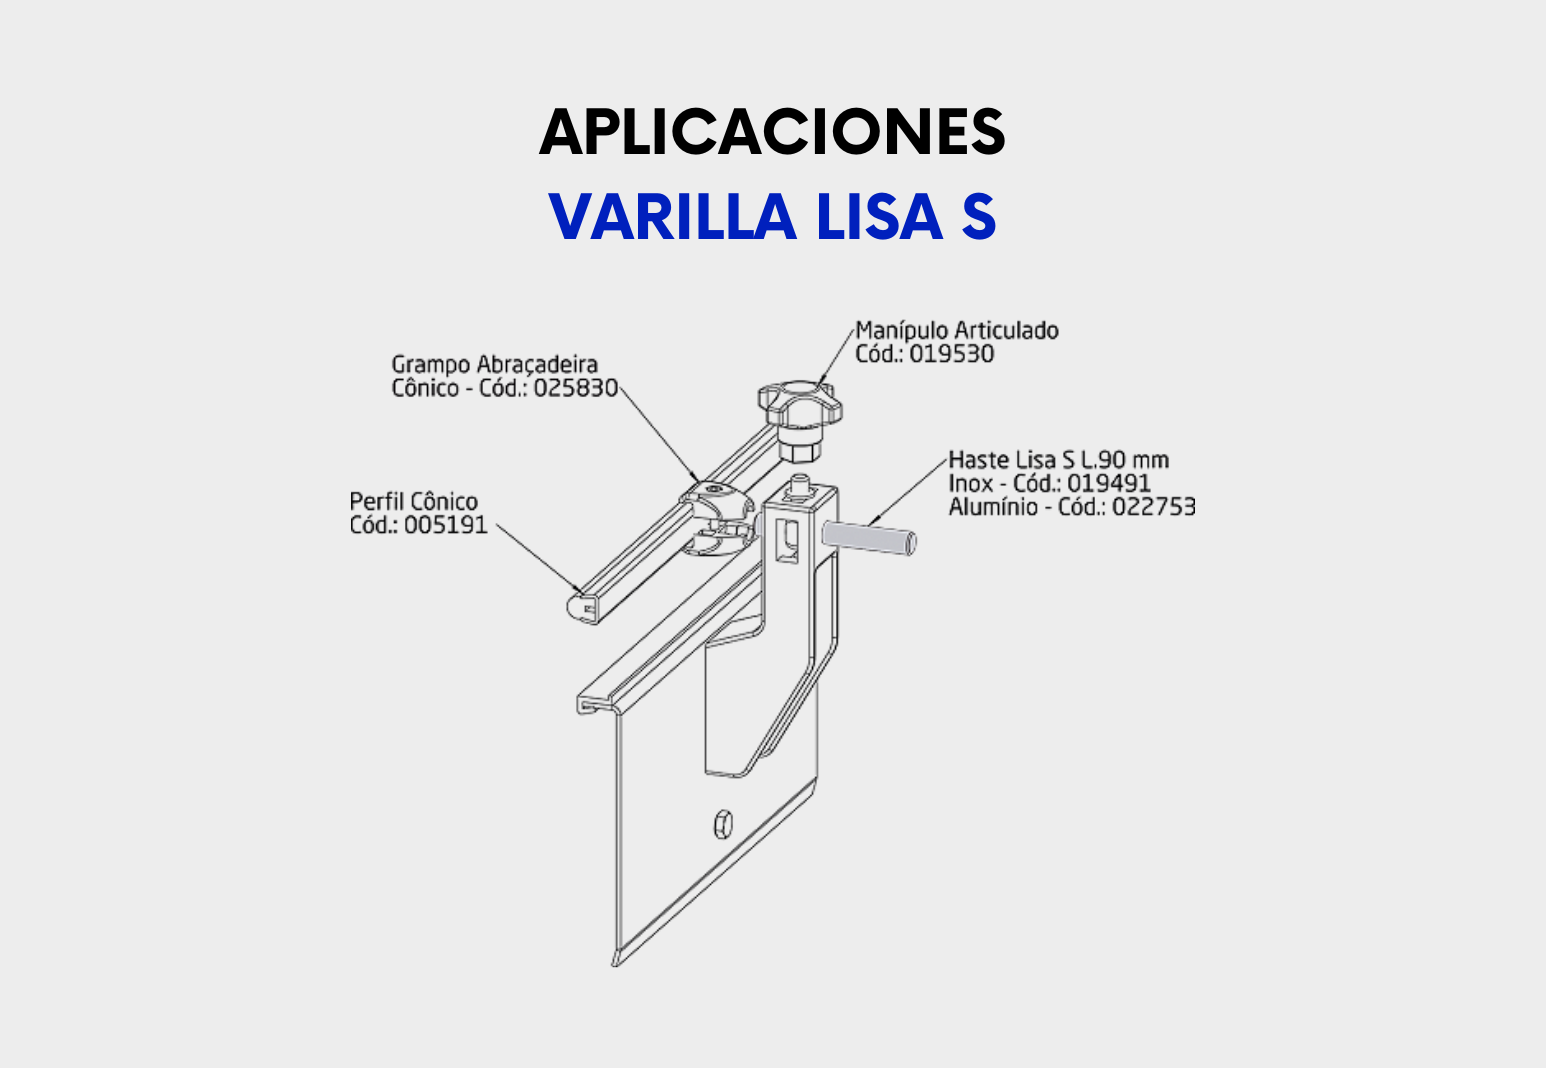 APLICACIONES
VARILLA LISA S
Manípulo Articulado
Cód.: 019530
Grampo Abraçadeira
Cônico - Cód.: 025830
Haste Lisa S L.90 mm
Inox - Cód.: 019491
Alumínio - Cód.: 022753
Perfil Cônico
Cód.: 005191